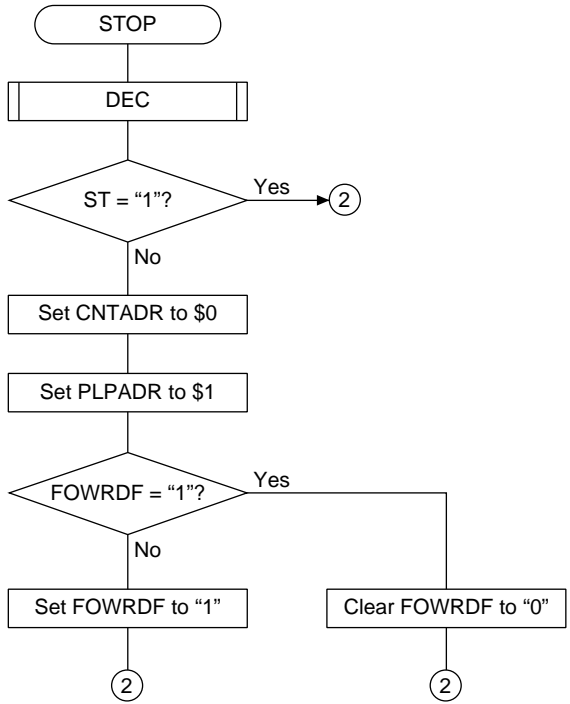 STOP
DEC
ST = “1”?
Yes
2
No
Set CNTADR to $0
Set PLPADR to $1
FOWRDF = “1”?
Yes
No
Set FOWRDF to “1”
Clear FOWRDF to “0”
2
2